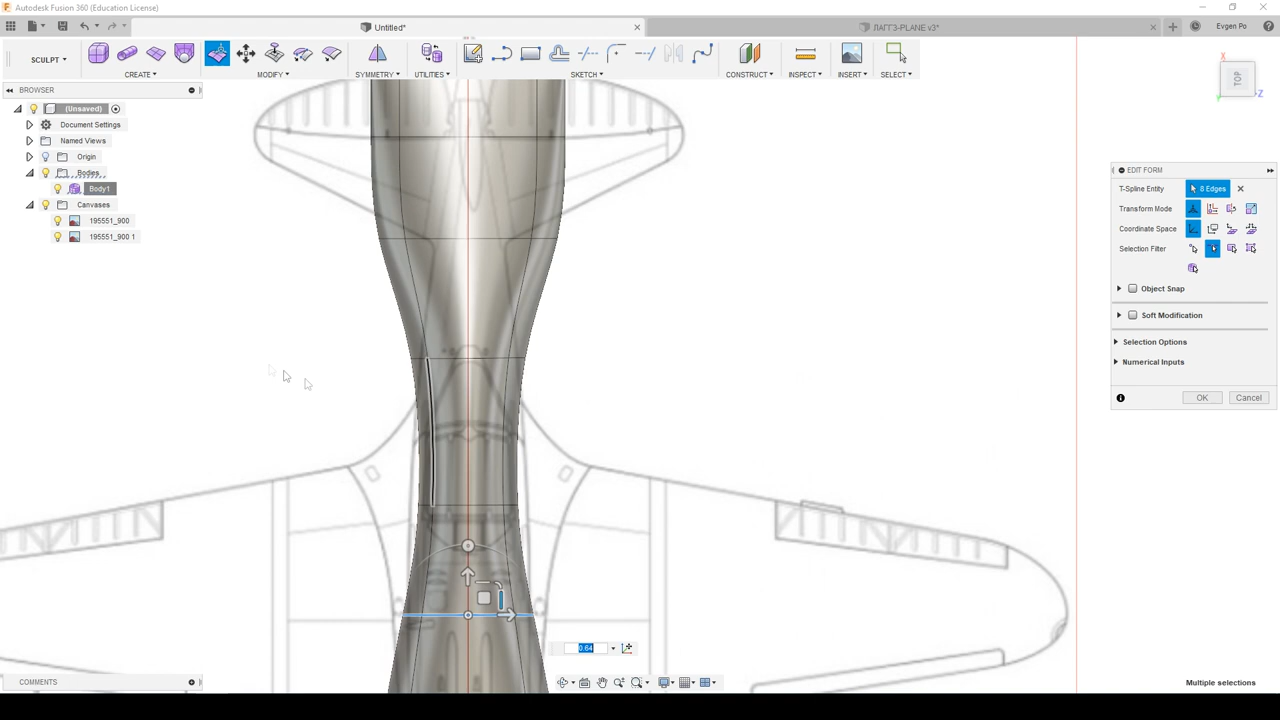 Autodesk Fusion 360 (Education License)
Untitled*
ЛАГГЗ-PLANE v3*
Evgen Po
SCULPT
CREATE
MODIFY
SYMMETRY
UTILITIES
SKETCH
CONSTRUCT
INSPECT
INSERT
SELECT
X
TOP
Z
Y
BROWSER
(Unsaved)
Document Settings
Named Views
Origin
Bodies
Body1
Canvases
195551_900
195551_900 1
EDIT FORM
T-Spline Entity
8 Edges
Transform Mode
Coordinate Space
Selection Filter
Object Snap
Soft Modification
Selection Options
Numerical Inputs
OK
Cancel
0.64
COMMENTS
Multiple selections